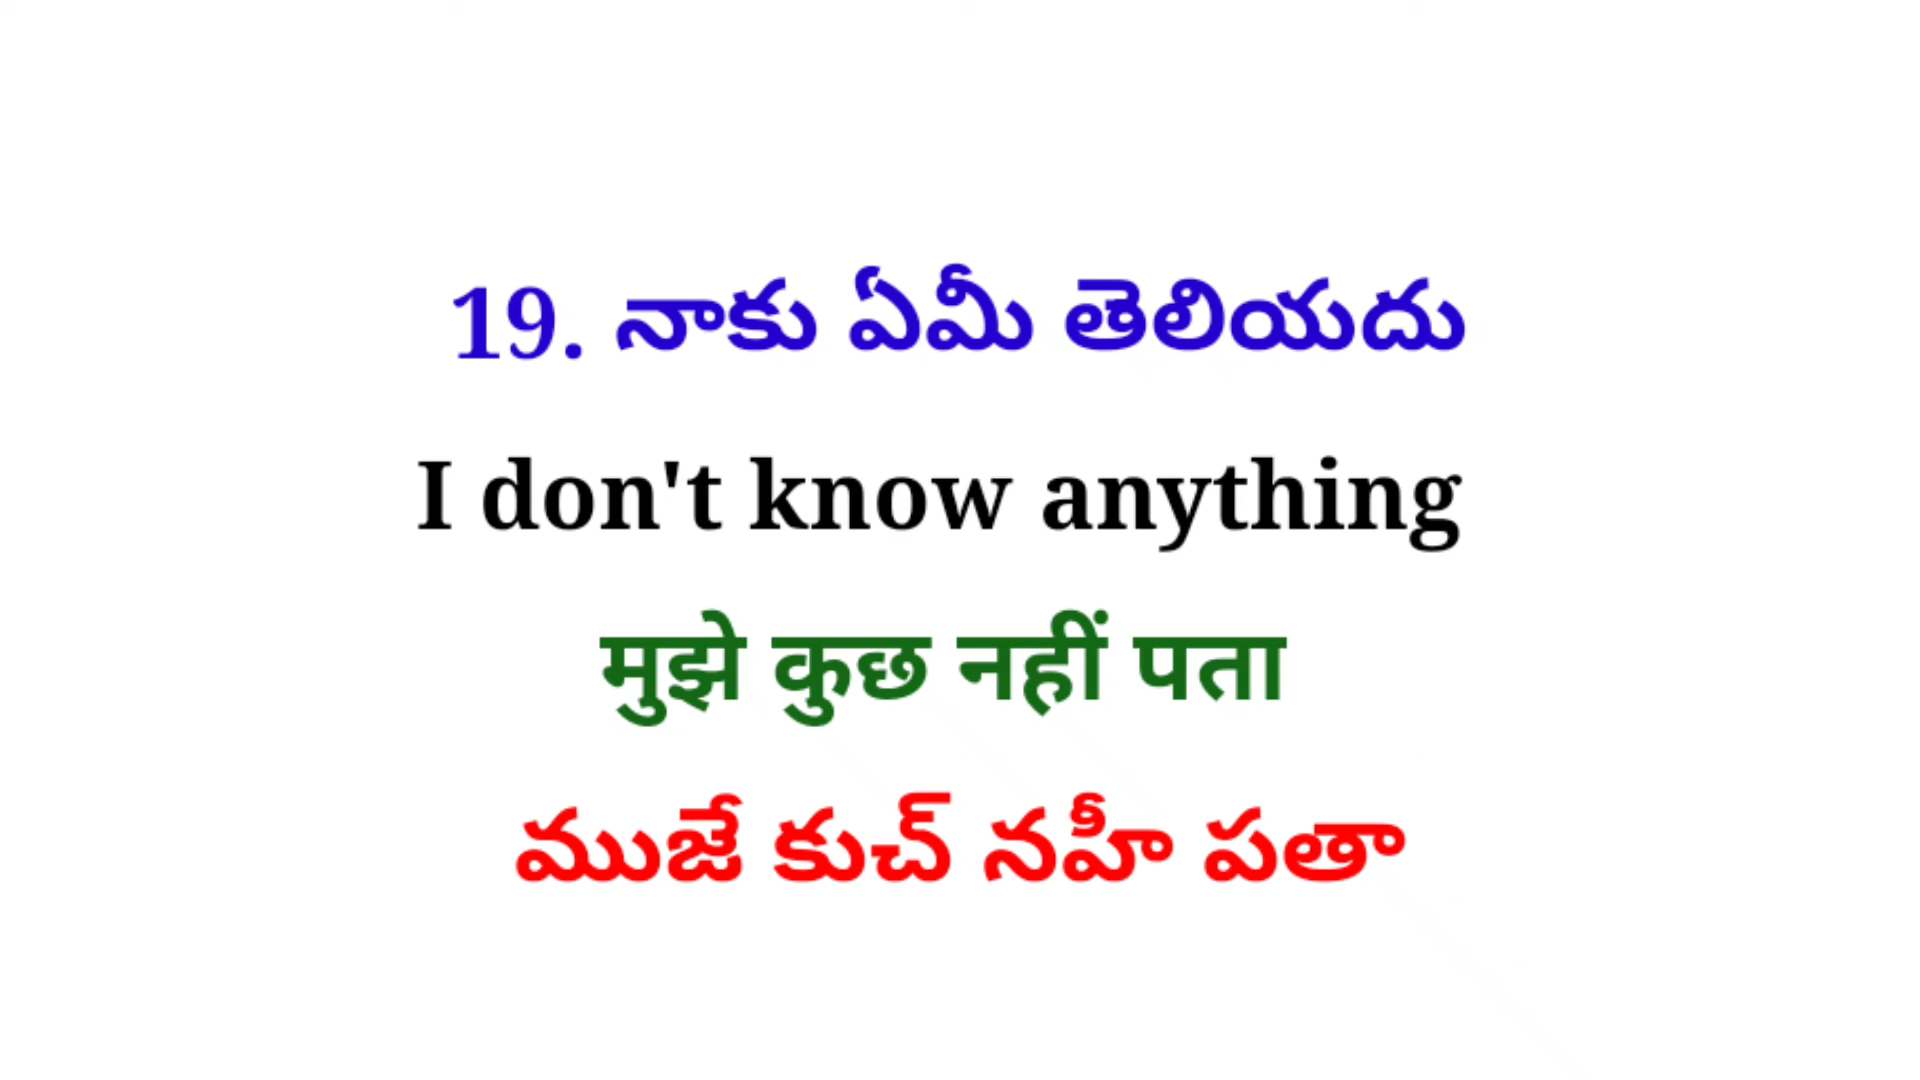 19. నాకు ఏమీ తెలియదు
I don't know anything
मुझे कुछ नहीं पता
ముజే కుచ్ నహీ పతా